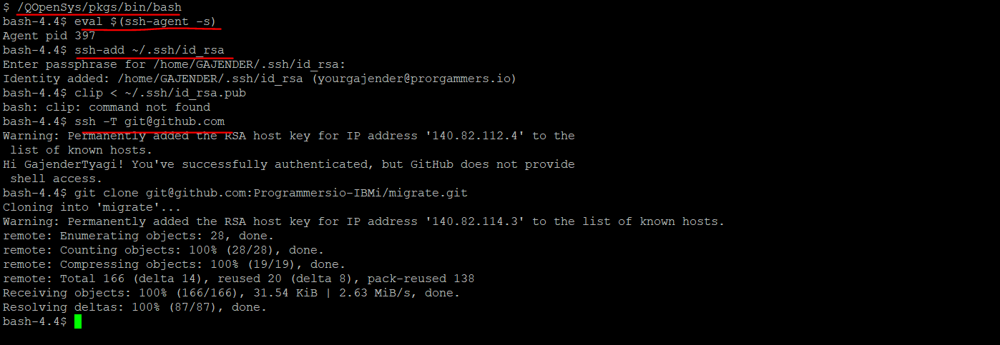 $ /QOpenSys/pkgs/bin/bash
bash-4.4$ eval $(ssh-agent -s)
Agent pid 397
bash-4.4$ ssh-add ~/.ssh/id_rsa
Enter passphrase for /home/GAJENDER/.ssh/id_rsa:
Identity added: /home/GAJENDER/.ssh/id_rsa (yourgajender@prorgammers.io)
bash-4.4$ clip < ~/.ssh/id_rsa.pub
bash: clip: command not found
bash-4.4$ ssh -T git@github.com
Warning: Permanently added the RSA host key for IP address '140.82.112.4' to the
 list of known hosts.
Hi GajenderTyagi! You've successfully authenticated, but GitHub does not provide
 shell access.
bash-4.4$ git clone git@github.com:Programmersio-IBMi/migrate.git
Cloning into 'migrate'...
Warning: Permanently added the RSA host key for IP address '140.82.114.3' to the list of known hosts.
remote: Enumerating objects: 28, done.
remote: Counting objects: 100% (28/28), done.
remote: Compressing objects: 100% (19/19), done.
remote: Total 166 (delta 14), reused 20 (delta 8), pack-reused 138
Receiving objects: 100% (166/166), 31.54 KiB | 2.63 MiB/s, done.
Resolving deltas: 100% (87/87), done.
bash-4.4$